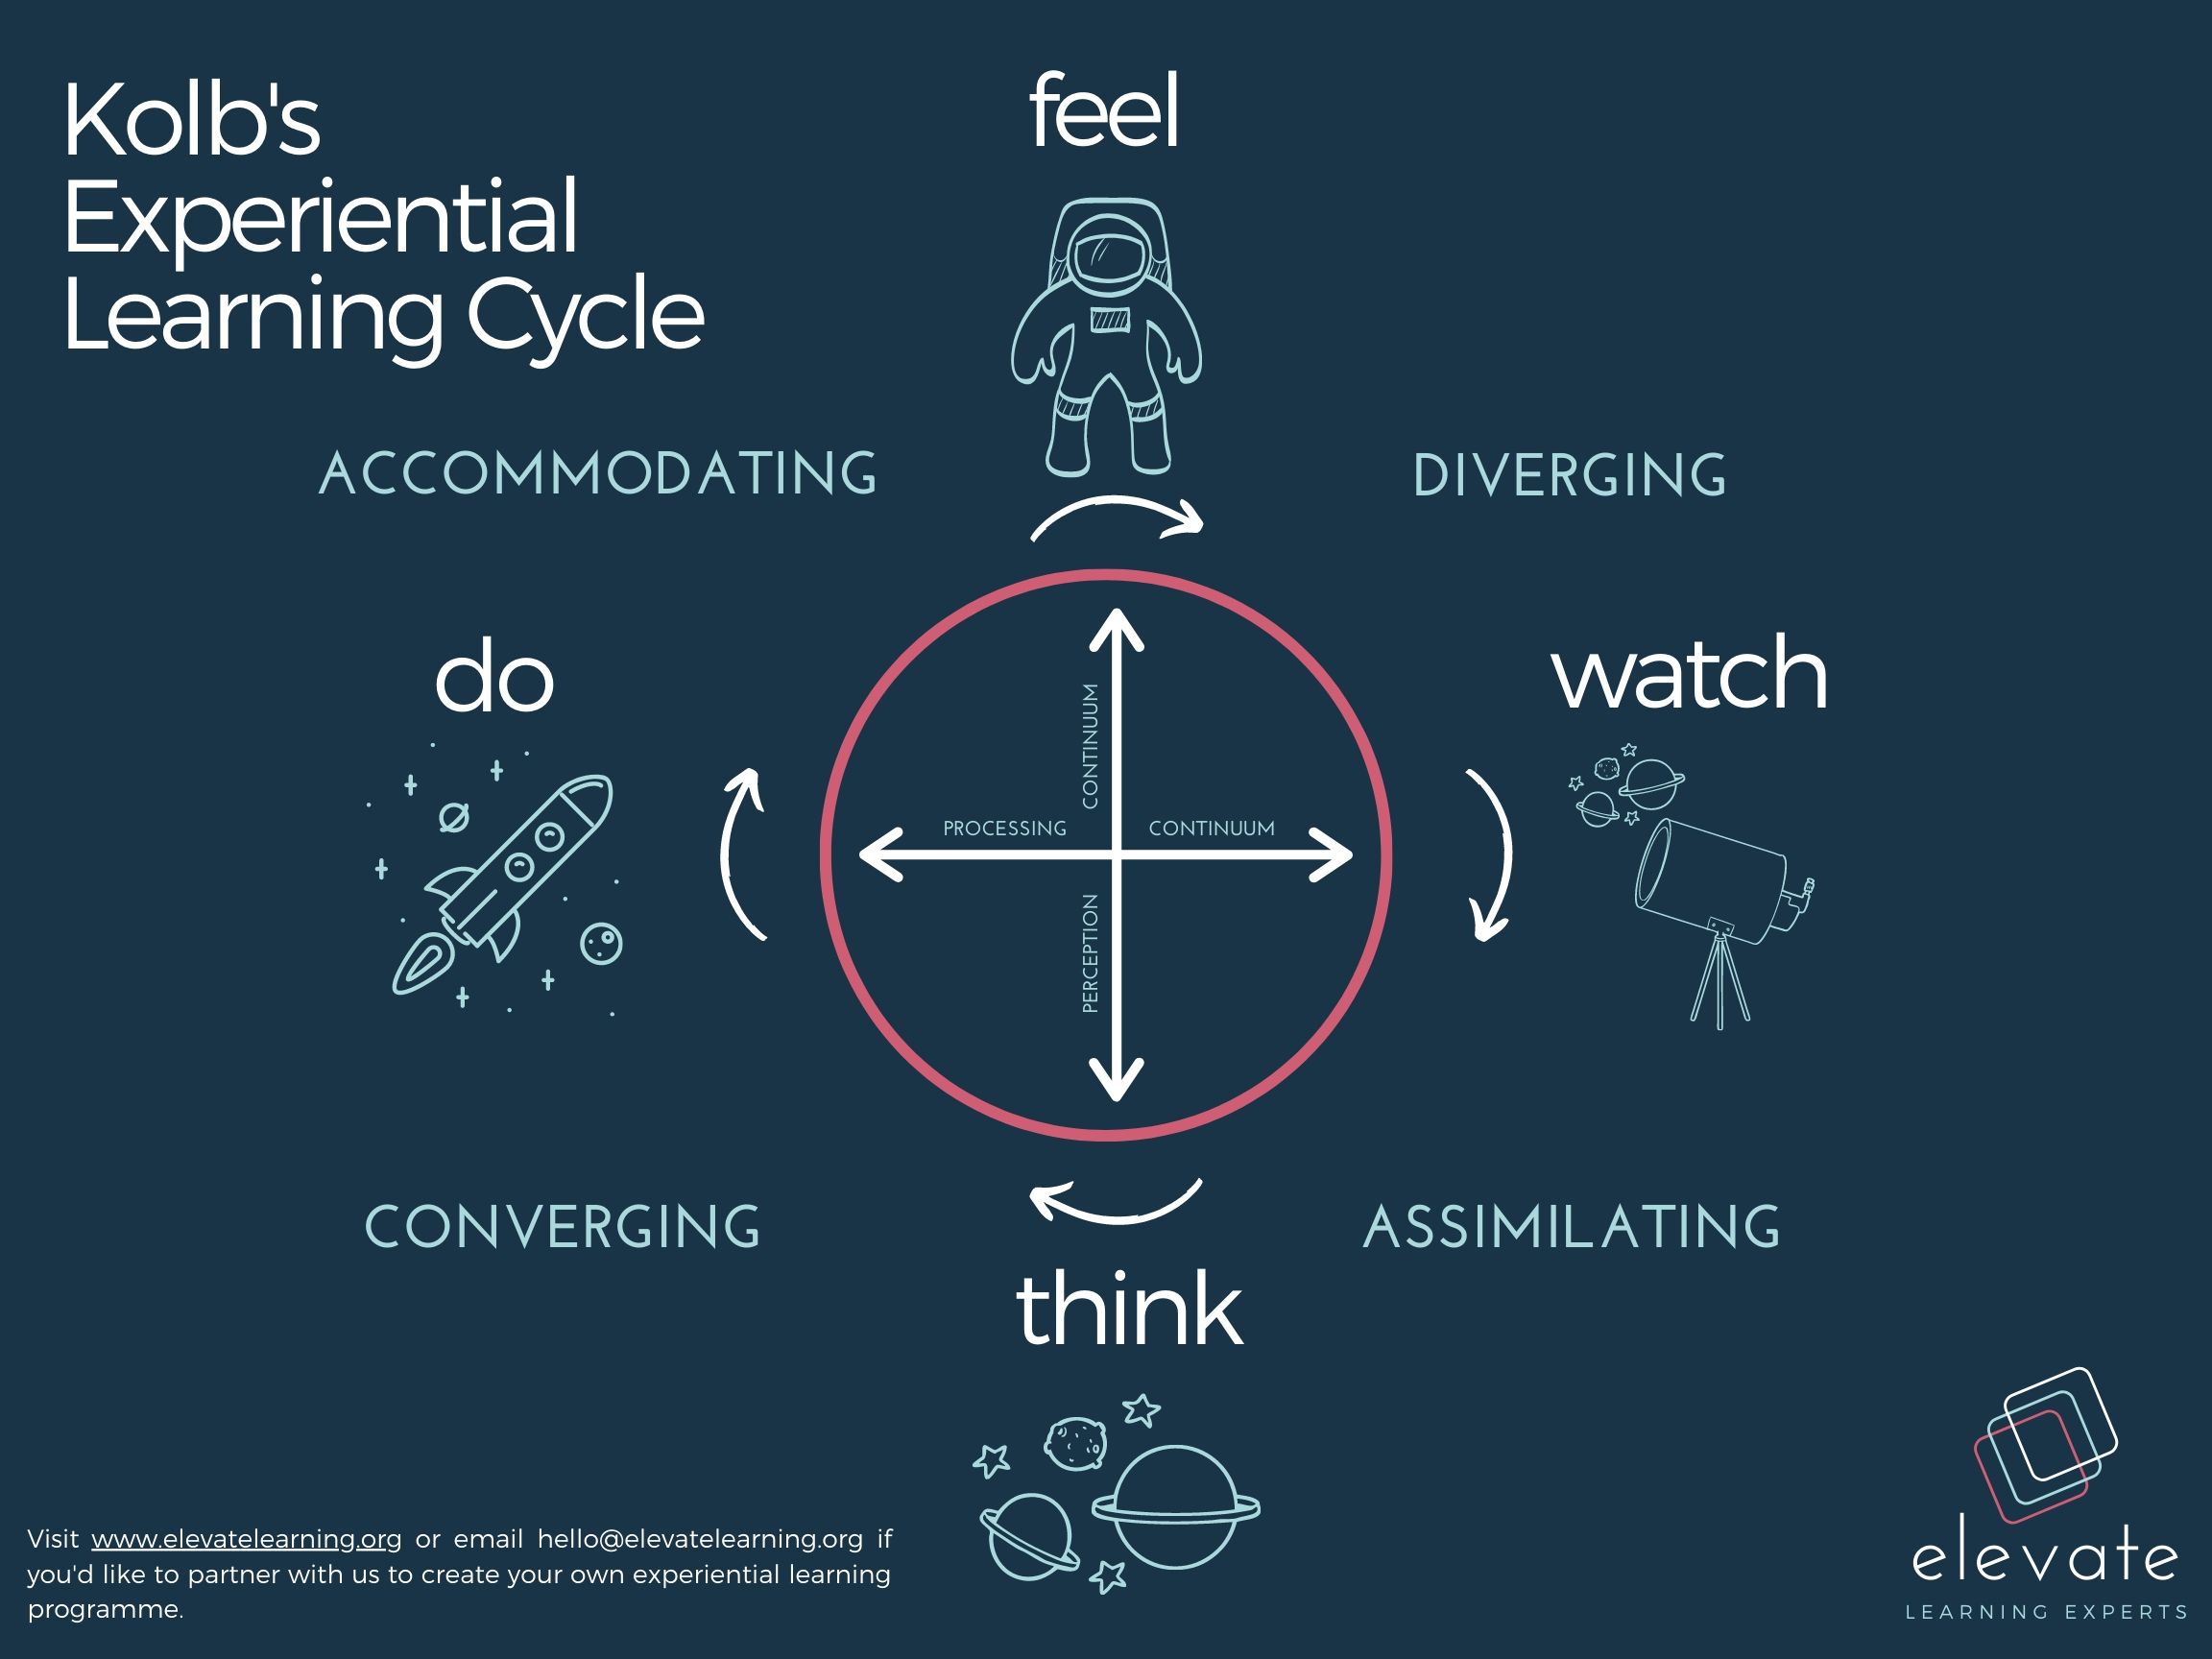 Kolb's
Experiential
Learning Cycle
feel
ACCOMMODATING
DIVERGING
do
watch
CONTINUUM
PROCESSING CONTINUUM
PERCEPTION
CONVERGING
ASSIMILATING
think
Visit www.elevatelearning.org or email hello@elevatelearning.org if
you'd like to partner with us to create your own experiential learning
programme.
elevate
LEARNING EXPERTS